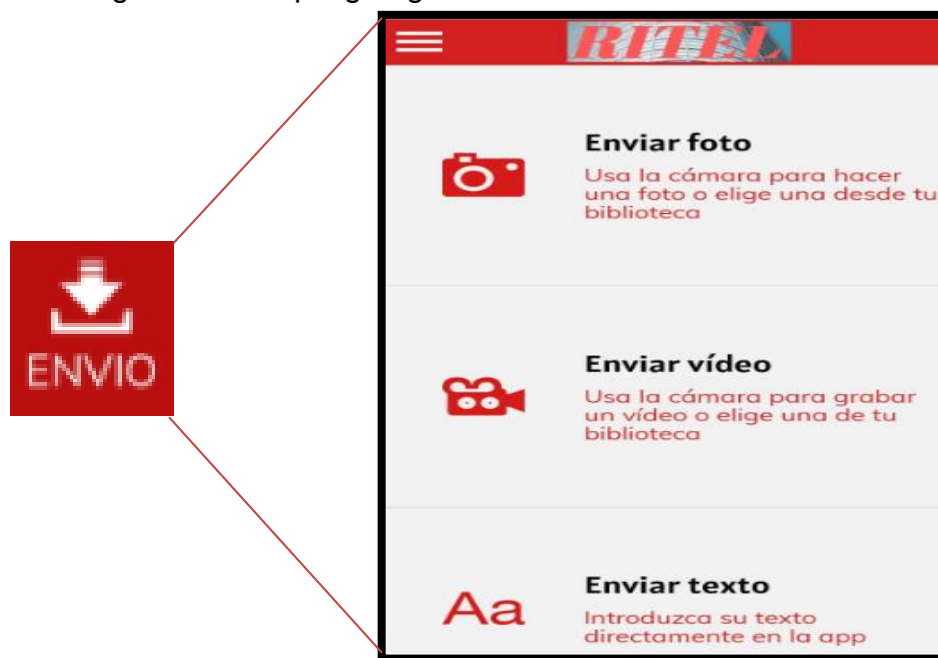 RITEL
Enviar foto
Usa la cámara para hacer
una foto o elige una desde tu
biblioteca
ENVIO
Enviar vídeo
Usa la cámara para grabar
un vídeo o elige una de tu
biblioteca
Aa
Enviar texto
Introduzca su texto
directamente en la app